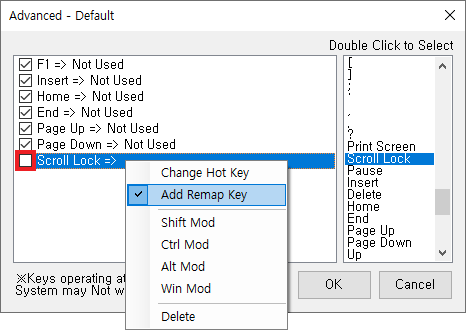 Advanced - Default
Double Click to Select
F1 => Not Used
Insert => Not Used
Home => Not Used
End => Not Used
Page Up => Not Used
Page Down => Not Used
Scroll Lock =>
Change Hot Key
Add Remap Key
Shift Mod
Ctrl Mod
Alt Mod
Win Mod
Delete
[
]
;
'
,
.
?
Print Screen
Scroll Lock
Pause
Insert
Delete
Home
End
Page Up
Page Down
Up
※Keys operating at
System may Not w
OK
Cancel